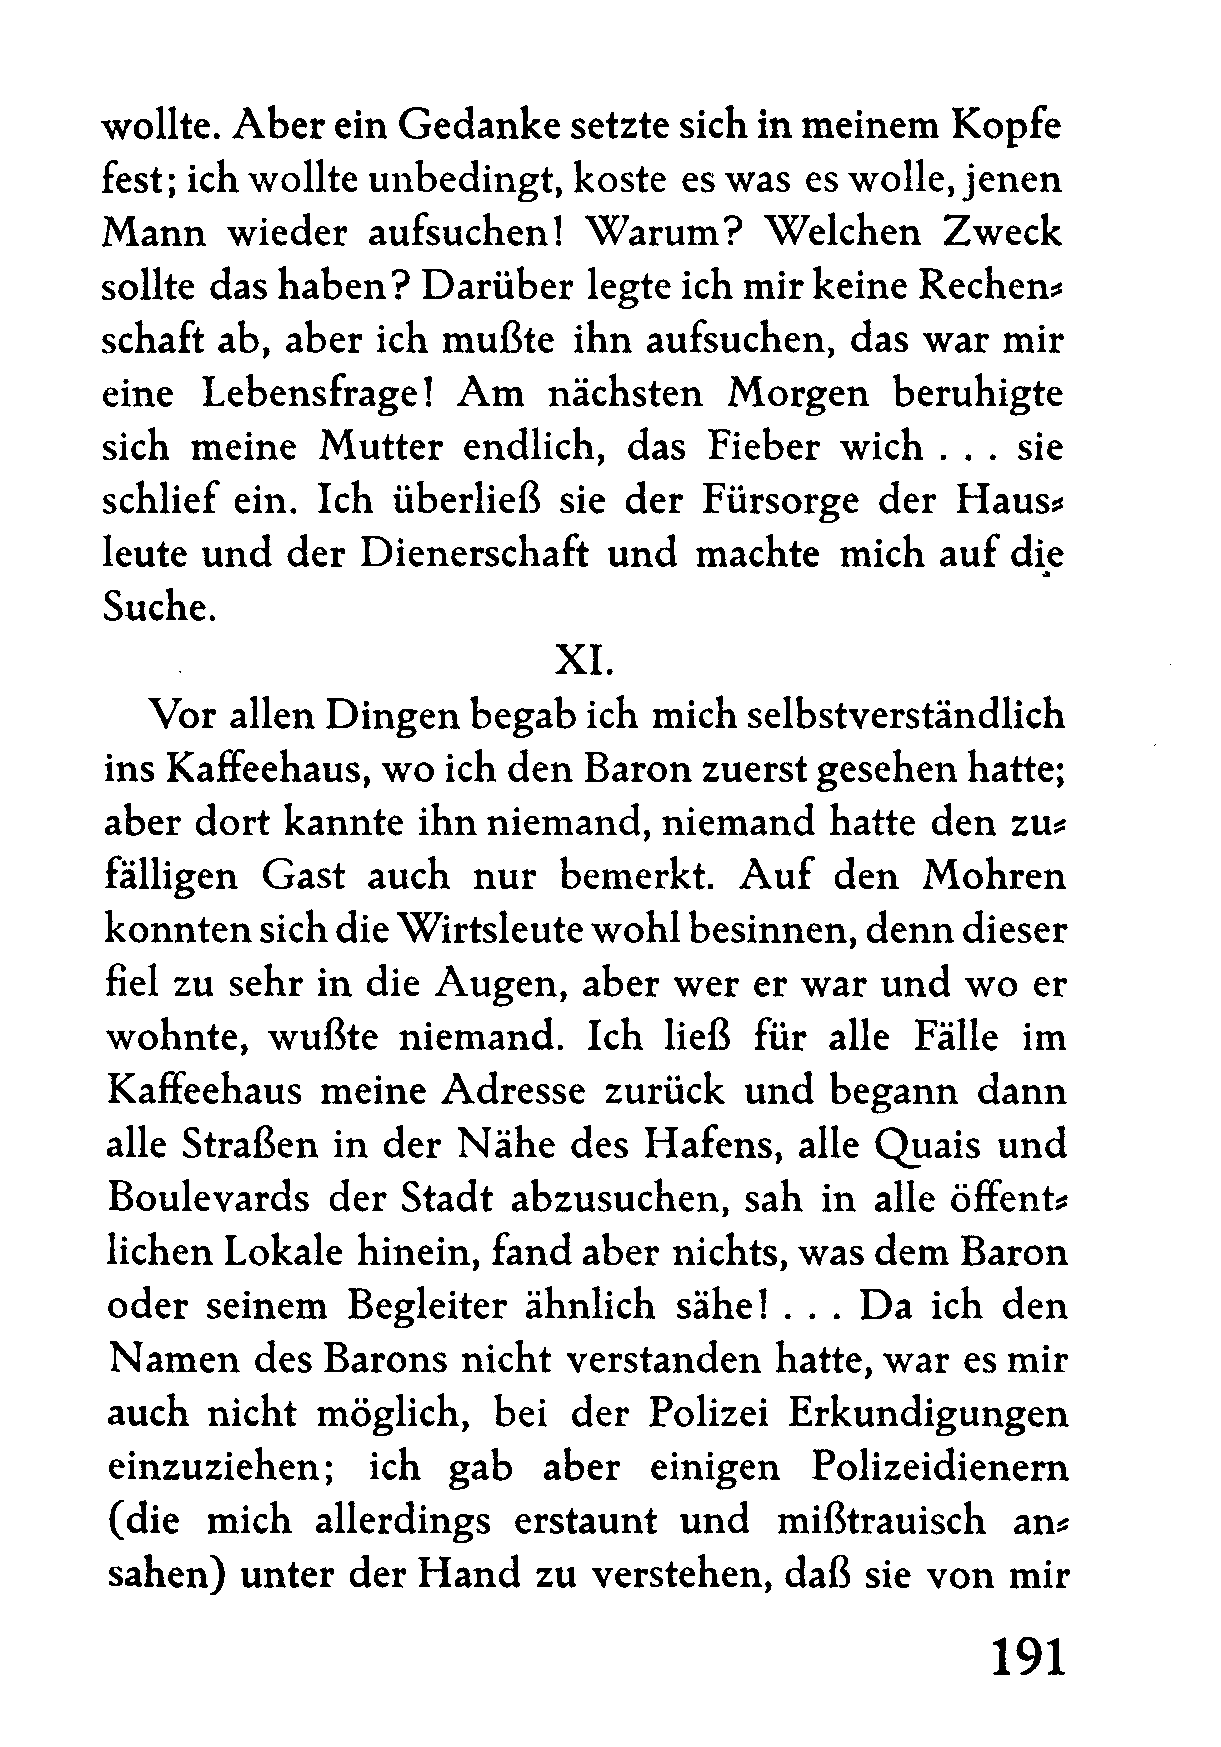 wollte. Aber ein Gedanke setzte sich in meinem Kopfe
fest; ich wollte unbedingt, koste es was es wolle, jenen
Mann wieder aufsuchen! Warum? Welchen Zweck
sollte das haben? Darüber legte ich mir keine Rechen⸗
schaft ab, aber ich mußte ihn aufsuchen, das war mir
eine Lebensfrage! Am nächsten Morgen beruhigte
sich meine Mutter endlich, das Fieber wich . . . sie
schlief ein. Ich überließ sie der Fürsorge der Haus⸗
leute und der Dienerschaft und machte mich auf die
Suche.
XI.
Vor allen Dingen begab ich mich selbstverständlich
ins Kaffeehaus, wo ich den Baron zuerst gesehen hatte;
aber dort kannte ihn niemand, niemand hatte den zu⸗
fälligen Gast auch nur bemerkt. Auf den Mohren
konnten sich die Wirtsleute wohl besinnen, denn dieser
fiel zu sehr in die Augen, aber wer er war und wo er
wohnte, wußte niemand. Ich ließ für alle Fälle im
Kaffeehaus meine Adresse zurück und begann dann
alle Straßen in der Nähe des Hafens, alle Quais und
Boulevards der Stadt abzusuchen, sah in alle öffent⸗
lichen Lokale hinein, fand aber nichts, was dem Baron
oder seinem Begleiter ähnlich sähe! . . . Da ich den
Namen des Barons nicht verstanden hatte, war es mir
auch nicht möglich, bei der Polizei Erkundigungen
einzuziehen; ich gab aber einigen Polizeidienern
(die mich allerdings erstaunt und mißtrauisch an⸗
sahen) unter der Hand zu verstehen, daß sie von mir
191